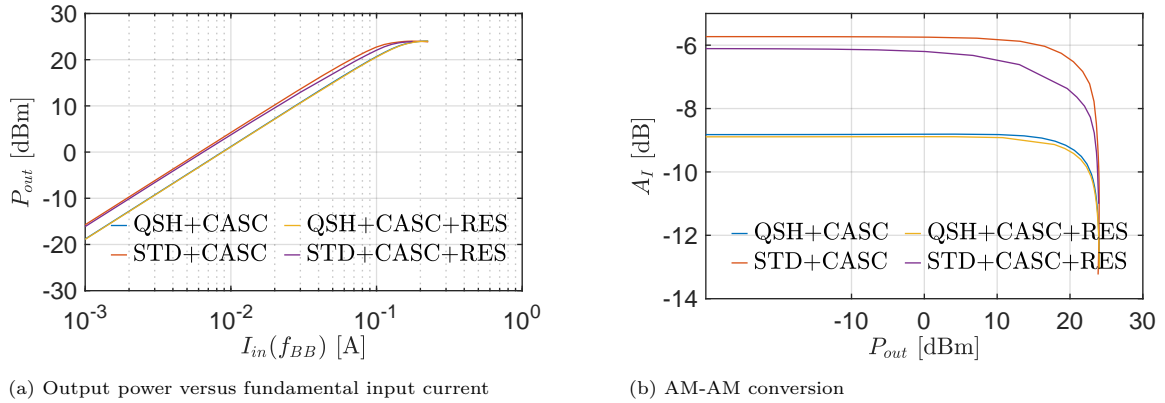 30
20
10
0
-10
-20
-30
P_out [dBm]
QSH+CASC
QSH+CASC+RES
STD+CASC
STD+CASC+RES
10^-3
10^-2
10^-1
10^0
I_in(f_BB) [A]
(a) Output power versus fundamental input current
-6
-8
-10
-12
-14
A_I [dB]
QSH+CASC
QSH+CASC+RES
STD+CASC
STD+CASC+RES
-10
0
10
20
30
P_out [dBm]
(b) AM-AM conversion